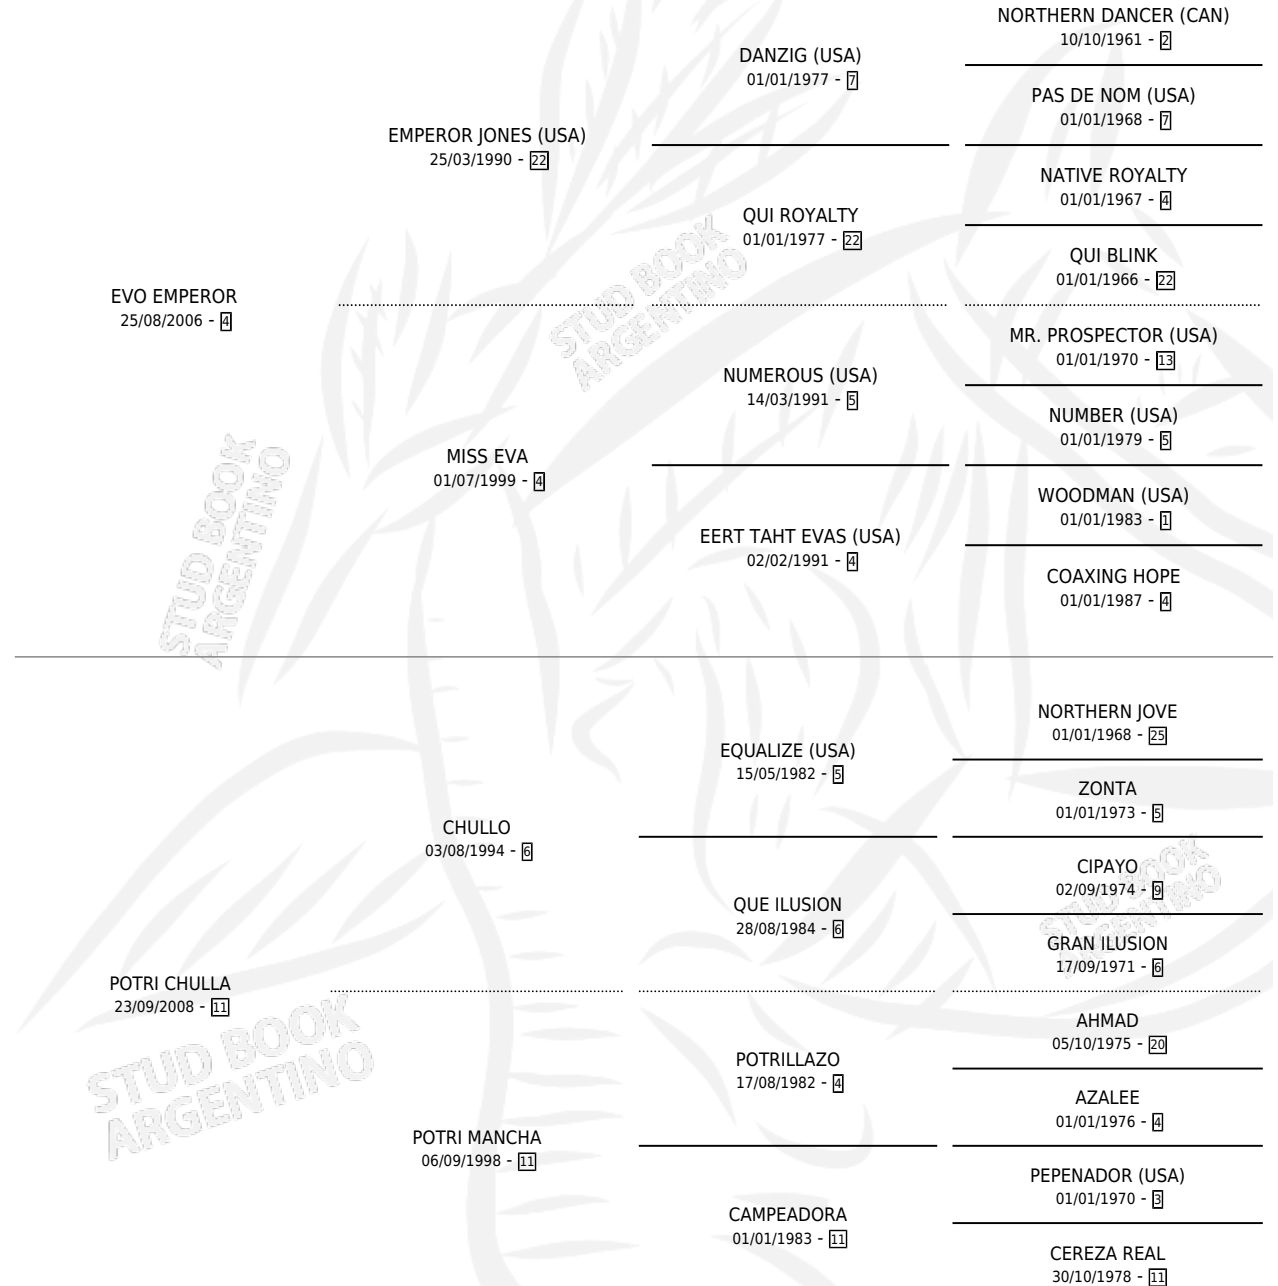 NORTHERN DANCER (CAN)
10/10/1961 - 2
DANZIG (USA)
01/01/1977 - 7
PAS DE NOM (USA)
01/01/1968 - 7
EMPEROR JONES (USA)
25/03/1990 - 22
NATIVE ROYALTY
01/01/1967 - 4
QUI ROYALTY
01/01/1977 - 22
QUI BLINK
01/01/1966 - 22
EVO EMPEROR
25/08/2006 - 4
MR. PROSPECTOR (USA)
01/01/1970 - 13
NUMEROUS (USA)
14/03/1991 - 5
NUMBER (USA)
01/01/1979 - 5
MISS EVA
01/07/1999 - 4
WOODMAN (USA)
01/01/1983 - 1
EERT TAHT EVAS (USA)
02/02/1991 - 4
COAXING HOPE
01/01/1987 - 4
NORTHERN JOVE
01/01/1968 - 25
EQUALIZE (USA)
15/05/1982 - 5
ZONTA
01/01/1973 - 5
CHULLO
03/08/1994 - 6
CIPAYO
02/09/1974 - 9
QUE ILUSION
28/08/1984 - 6
GRAN ILUSION
17/09/1971 - 6
POTRI CHULLA
23/09/2008 - 11
AHMAD
05/10/1975 - 20
POTRILLAZO
17/08/1982 - 4
AZALEE
01/01/1976 - 4
POTRI MANCHA
06/09/1998 - 11
PEPENADOR (USA)
01/01/1970 - 3
CAMPEADORA
01/01/1983 - 11
CEREZA REAL
30/10/1978 - 11
STUD BOOK
ARGENTINO
STUD BOOK
ARGENTINO
STUD BOOK
ARGENTINO
STUD BOOK
ARGENTINO